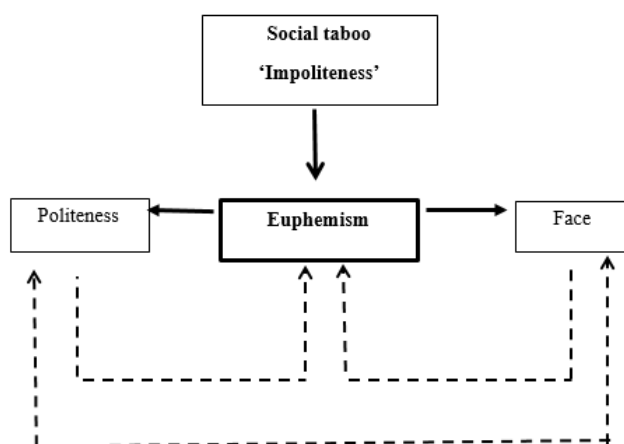 Social taboo
‘Impoliteness’
Politeness
Euphemism
Face